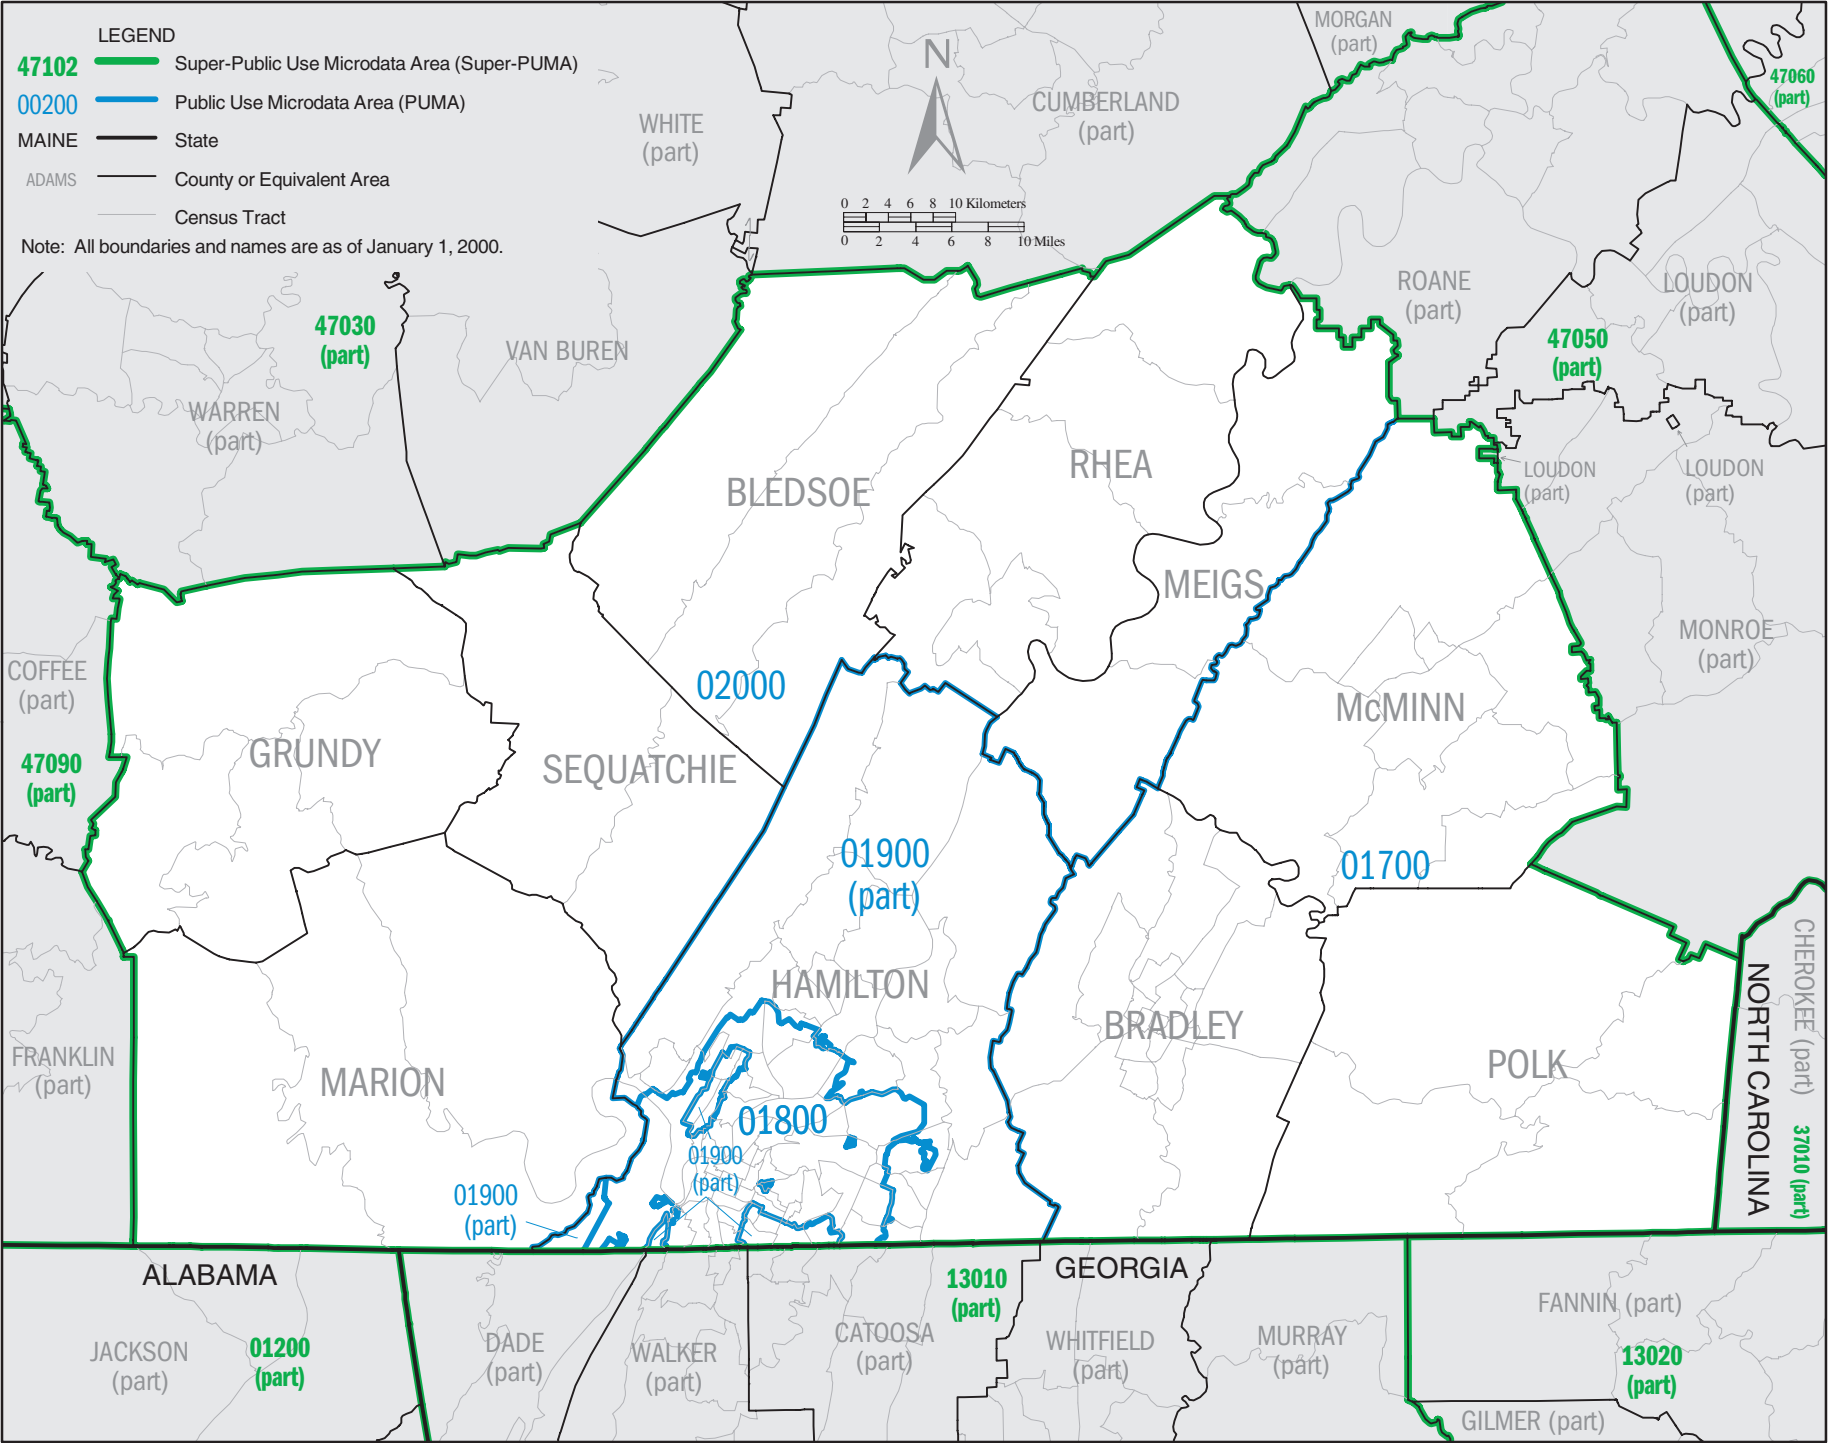 LEGEND
47102 Super-Public Use Microdata Area (Super-PUMA)
00200 Public Use Microdata Area (PUMA)
MAINE State
ADAMS County or Equivalent Area
Census Tract
Note: All boundaries and names are as of January 1, 2000.
N
0 2 4 6 8 10 Kilometers
0 2 4 6 8 10 Miles
MORGAN
(part)
47060
(part)
CUMBERLAND
(part)
WHITE
(part)
ROANE
(part)
LOUDON
(part)
47030
(part)
VAN BUREN
47050
(part)
WARREN
(part)
BLEDSOE
RHEA
LOUDON
(part)
LOUDON
(part)
MEIGS
COFFEE
(part)
MONROE
(part)
02000
McMINN
GRUNDY
SEQUATCHIE
47090
(part)
01900
(part)
01700
HAMILTON
BRADLEY
POLK
CHEROKEE (part)
NORTH CAROLINA
37010 (part)
FRANKLIN
(part)
MARION
01800
01900
(part)
01900
(part)
ALABAMA
GEORGIA
13010
(part)
JACKSON
(part)
01200
(part)
DADE
(part)
WALKER
(part)
CATOOSA
(part)
WHITFIELD
(part)
MURRAY
(part)
FANNIN (part)
13020
(part)
GILMER (part)